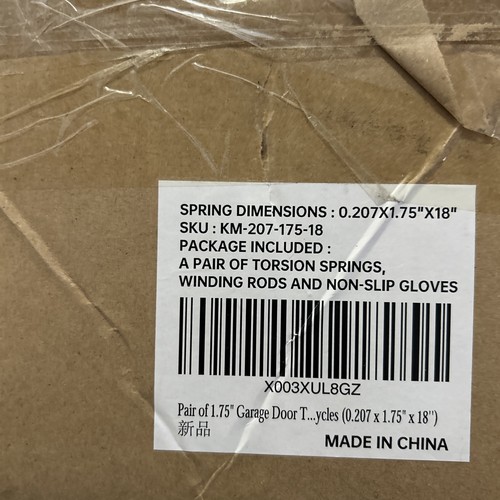 SPRING DIMENSIONS : 0.207X1.75"X18"
SKU : KM-207-175-18
PACKAGE INCLUDED :
A PAIR OF TORSION SPRINGS,
WINDING RODS AND NON-SLIP GLOVES
X003XUL8GZ
Pair of 1.75" Garage Door T...ycles (0.207 x 1.75" x 18'')
新品
MADE IN CHINA